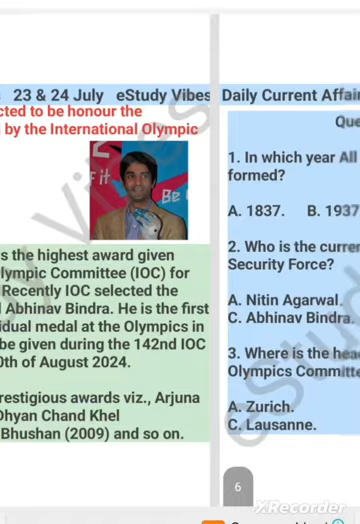 23 & 24 July eStudy Vibes
cted to be honour the
by the International Olympic
Be
s the highest award given
lympic Committee (IOC) for
Recently IOC selected the
Abhinav Bindra. He is the first
idual medal at the Olympics in
be given during the 142nd IOC
0th of August 2024.
restigious awards viz., Arjuna
Dhyan Chand Khel
Bhushan (2009) and so on.
Daily Current Affair
Que
1. In which year All
formed?
A. 1837. B. 1937
2. Who is the curre
Security Force?
A. Nitin Agarwal.
C. Abhinav Bindra.
3. Where is the hea
Olympics Committe
A. Zurich.
C. Lausanne.
6
XRecorder